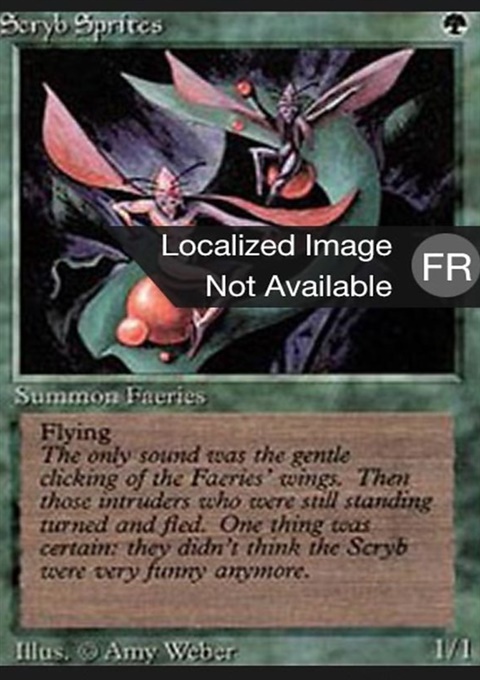 Scryb Sprites
Localized Image
Not Available
FR
Summon Faeries
Flying
The only sound was the gentle
clicking of the Faeries' wings. Then
those intruders who were still standing
turned and fled. One thing was
certain: they didn't think the Scryb
were very funny anymore.
Illus. © Amy Weber
1/1